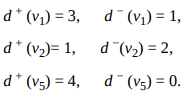 d⁺ (v₁) = 3, d⁻ (v₁) = 1,
d⁺ (v₂)= 1, d⁻(v₂) = 2,
d⁺ (v₅) = 4, d⁻ (v₅) = 0.